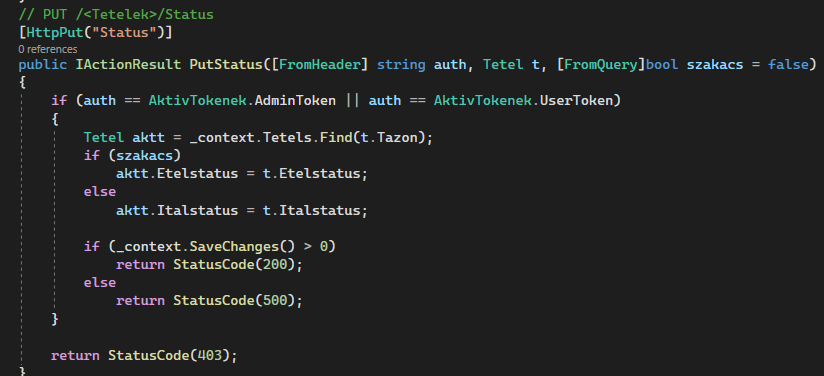 // PUT /<Tetelek>/Status
[HttpPut("Status")]
0 references
public IActionResult PutStatus([FromHeader] string auth, Tetel t, [FromQuery]bool szakacs = false)
{
    if (auth == AktivTokenek.AdminToken || auth == AktivTokenek.UserToken)
    {
        Tetel aktt = _context.Tetels.Find(t.Tazon);
        if (szakacs)
            aktt.Etelstatus = t.Etelstatus;
        else
            aktt.Italstatus = t.Italstatus;

        if (_context.SaveChanges() > 0)
            return StatusCode(200);
        else
            return StatusCode(500);
    }

    return StatusCode(403);
}